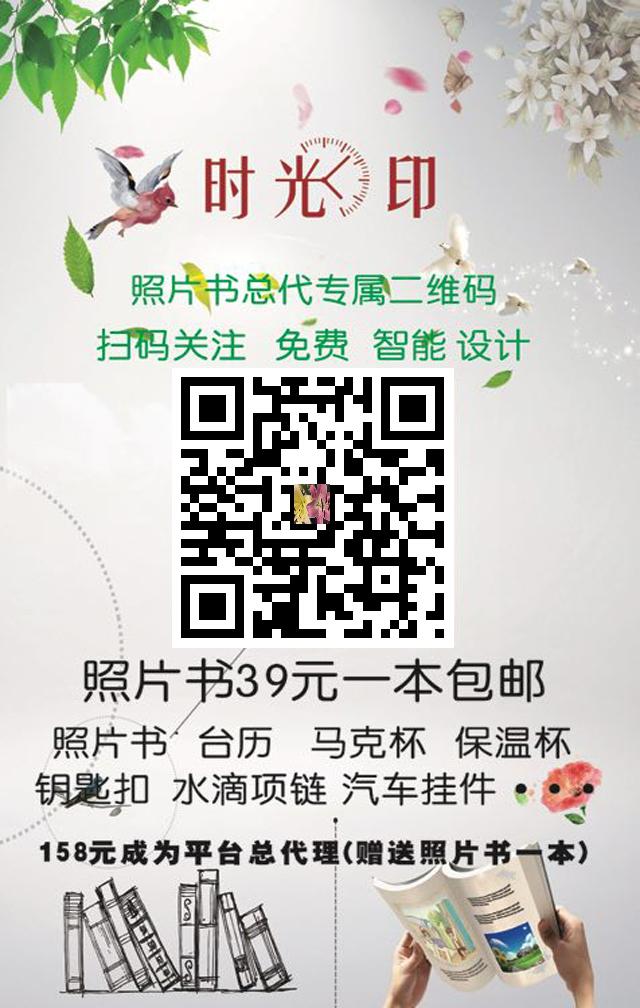 时光印
照片书总代专属二维码
扫码关注 免费 智能 设计
照片书39元一本包邮
照片书 台历 马克杯 保温杯
钥匙扣 水滴项链 汽车挂件
158元成为平台总代理(赠送照片书一本)